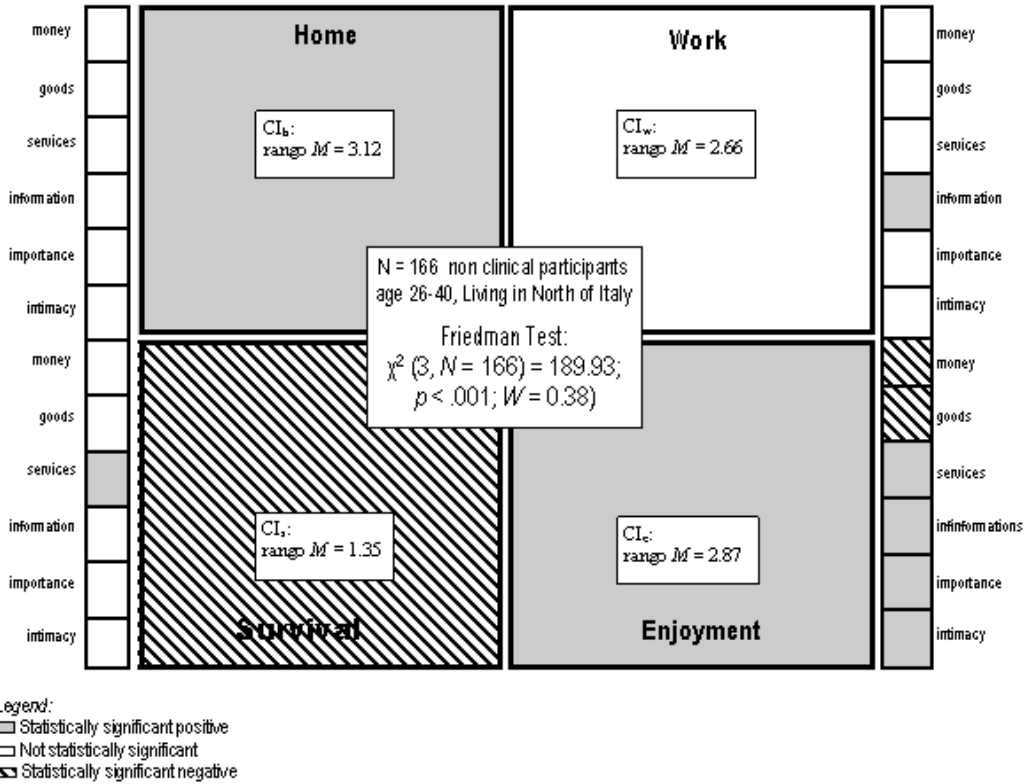 money
goods
services
information
importance
intimacy
money
goods
services
information
importance
intimacy
Home
CIh:
rango M = 3.12
Work
CIw:
rango M = 2.66
N = 166 non clinical participants
age 26-40, Living in North of Italy
Friedman Test:
χ² (3, N = 166) = 189.93;
p < .001; W = 0.38)
CIs:
rango M = 1.35
Survival
CIe:
rango M = 2.87
Enjoyment
money
goods
services
information
importance
intimacy
money
goods
services
infinformations
importance
intimacy
egend:
Statistically significant positive
Not statistically significant
Statistically significant negative